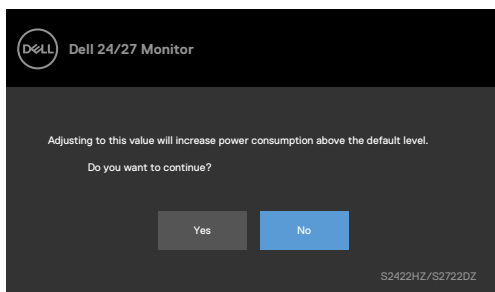 DELL
Dell 24/27 Monitor
Adjusting to this value will increase power consumption above the default level.
Do you want to continue?
Yes
No
S2422HZ/S2722DZ